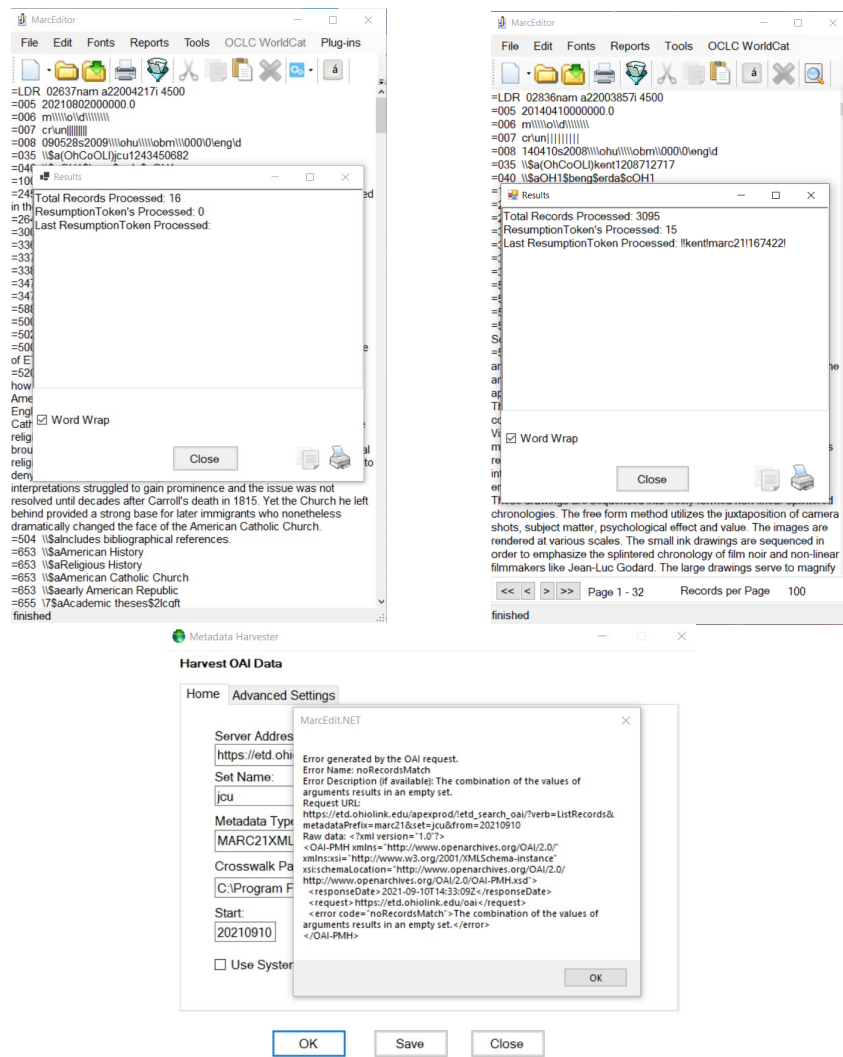 MarcEditor
File Edit Fonts Reports Tools OCLC WorldCat Plug-ins
á
=LDR 02637nam a22004217i 4500
=005 20210802000000.0
=006 m\\\\\o\\d\\\\\\\\
=007 cr\un||||||||
=008 090528s2009\\\\ohu\\\\\obm\\\000\0\eng\d
=035 \\$a(OhCoOLI)jcu1243450682
Results
Total Records Processed: 16
ResumptionToken's Processed: 0
Last ResumptionToken Processed:
Word Wrap
Close
interpretations struggled to gain prominence and the issue was not
resolved until decades after Carroll's death in 1815. Yet the Church he left
behind provided a strong base for later immigrants who nonetheless
dramatically changed the face of the American Catholic Church.
=504 \\$aIncludes bibliographical references.
=653 \\$aAmerican History
=653 \\$aReligious History
=653 \\$aAmerican Catholic Church
=653 \\$aearly American Republic
=655 \7$aAcademic theses$2lcgft
finished
MarcEditor
File Edit Fonts Reports Tools OCLC WorldCat
á
=LDR 02836nam a22003857i 4500
=005 20140410000000.0
=006 m\\\\\o\\d\\\\\\\\
=007 cr\un|||||||||
=008 140410s2008\\\\ohu\\\\\obm\\000\0\eng\d
=035 \\$a(OhCoOLI)kent1208712717
=040 \\$aOH1$beng$erda$cOH1
Results
Total Records Processed: 3095
ResumptionToken's Processed: 15
Last ResumptionToken Processed: !!kent!marc21!167422!
Word Wrap
Close
chronologies. The free form method utilizes the juxtaposition of camera
shots, subject matter, psychological effect and value. The images are
rendered at various scales. The small ink drawings are sequenced in
order to emphasize the splintered chronology of film noir and non-linear
filmmakers like Jean-Luc Godard. The large drawings serve to magnify
<< < > >> Page 1 - 32 Records per Page 100
finished
Metadata Harvester
Harvest OAI Data
Home Advanced Settings
Server Addres
https://etd.ohi
Set Name:
jcu
Metadata Type
MARC21XML
Crosswalk Pa
C:\Program F
Start:
20210910
Use System
MarcEdit.NET
Error generated by the OAI request.
Error Name: noRecordsMatch
Error Description (if available): The combination of the values of
arguments results in an empty set.
Request URL:
https://etd.ohiolink.edu/apexprod/!etd_search_oai/?verb=ListRecords&
metadataPrefix=marc21&set=jcu&from=20210910
Raw data: <?xml version="1.0"?>
<OAI-PMH xmlns="http://www.openarchives.org/OAI/2.0/"
xmlns:xsi="http://www.w3.org/2001/XMLSchema-instance"
xsi:schemaLocation="http://www.openarchives.org/OAI/2.0/
http://www.openarchives.org/OAI/2.0/OAI-PMH.xsd">
<responseDate>2021-09-10T14:33:09Z</responseDate>
<request>https://etd.ohiolink.edu/oai</request>
<error code="noRecordsMatch">The combination of the values of
arguments results in an empty set.</error>
</OAI-PMH>
OK
OK Save Close